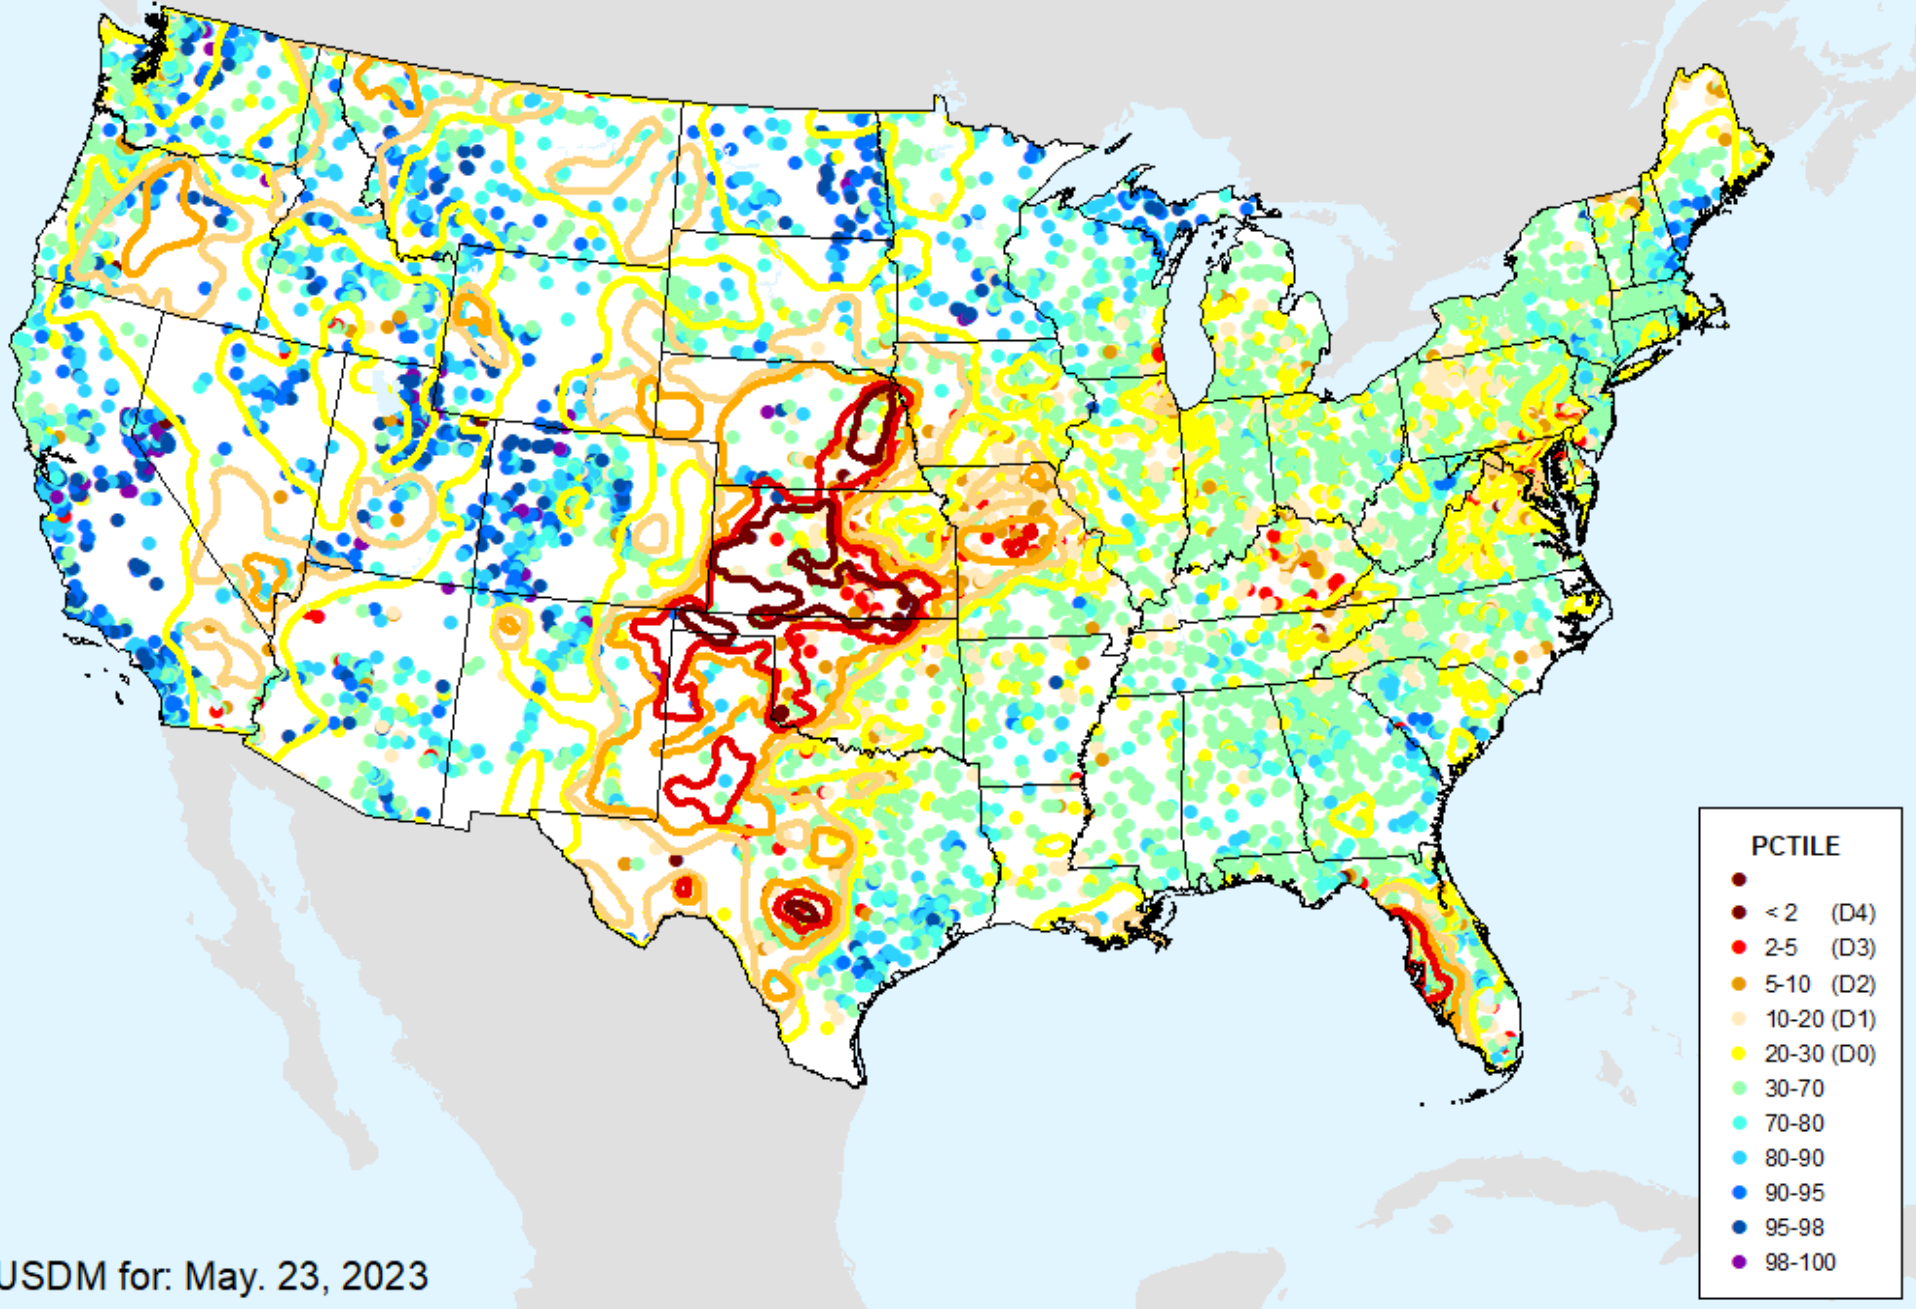 PCTILE
< 2 (D4)
2-5 (D3)
5-10 (D2)
10-20 (D1)
20-30 (D0)
30-70
70-80
80-90
90-95
95-98
98-100
USDM for: May. 23, 2023